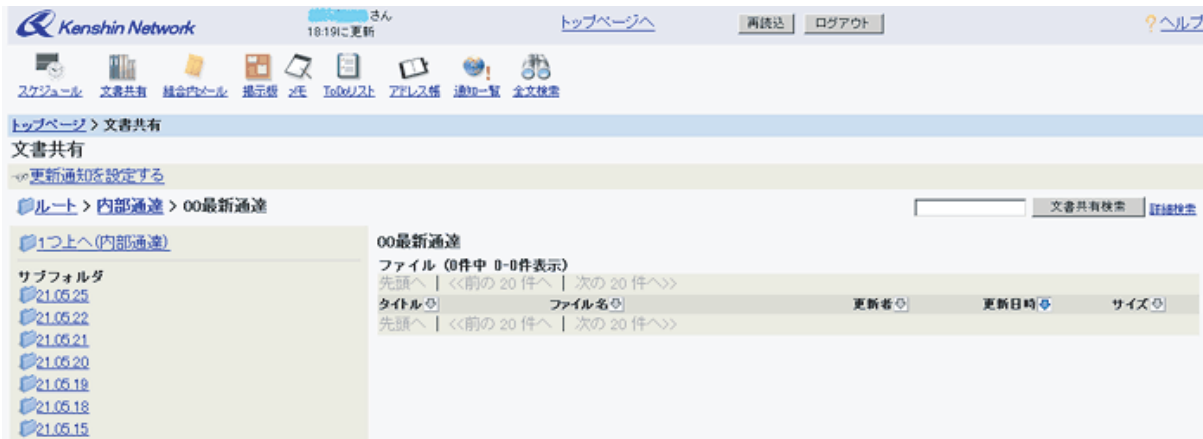 Kenshin Network
さん
18:19に更新
トップページへ
再読込
ログアウト
?ヘルプ
スケジュール 文書共有 組合内メール 掲示板 メモ ToDoリスト アドレス帳 通知一覧 全文検索
トップページ > 文書共有
文書共有
更新通知を設定する
ルート > 内部通達 > 00最新通達
文書共有検索 詳細検索
1つ上へ(内部通達)
サブフォルダ
21.05.25
21.05.22
21.05.21
21.05.20
21.05.19
21.05.18
21.05.15
00最新通達
ファイル (0件中 0-0件表示)
先頭へ | <<前の 20 件へ | 次の 20 件へ>>
タイトル ファイル名 更新者 更新日時 サイズ
先頭へ | <<前の 20 件へ | 次の 20 件へ>>